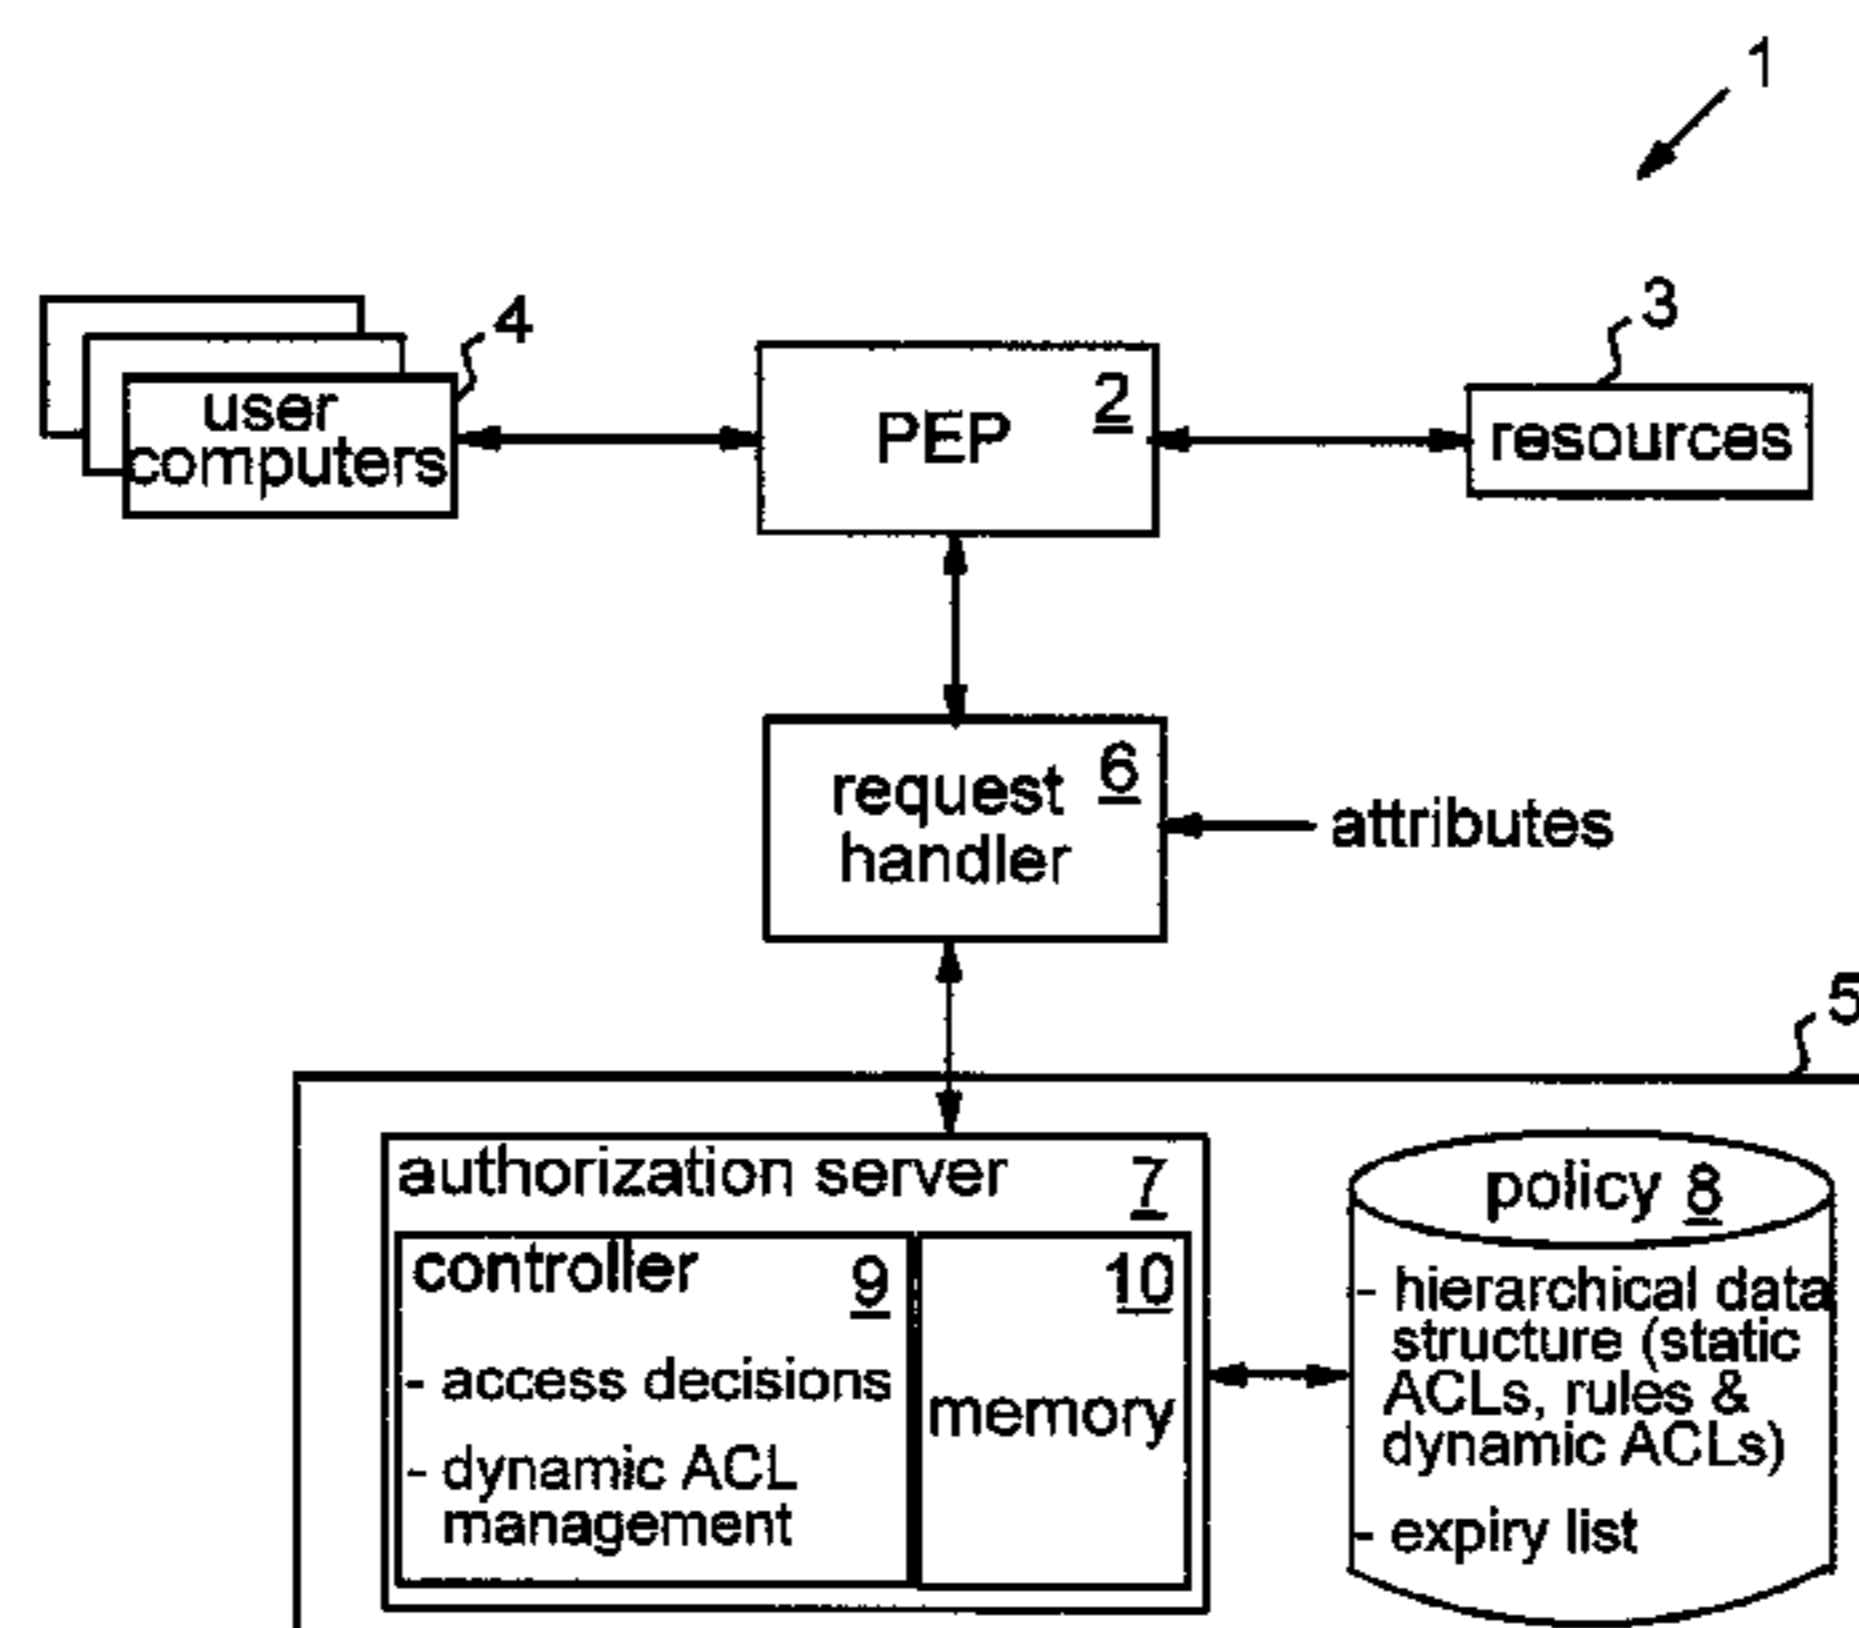 1
4
3
user
computers
PEP 2
resources
request 6
handler
attributes
5
authorization server 7
controller 9
- access decisions
- dynamic ACL
management
10
memory
policy 8
- hierarchical data
structure (static
ACLs, rules &
dynamic ACLs)
- expiry list